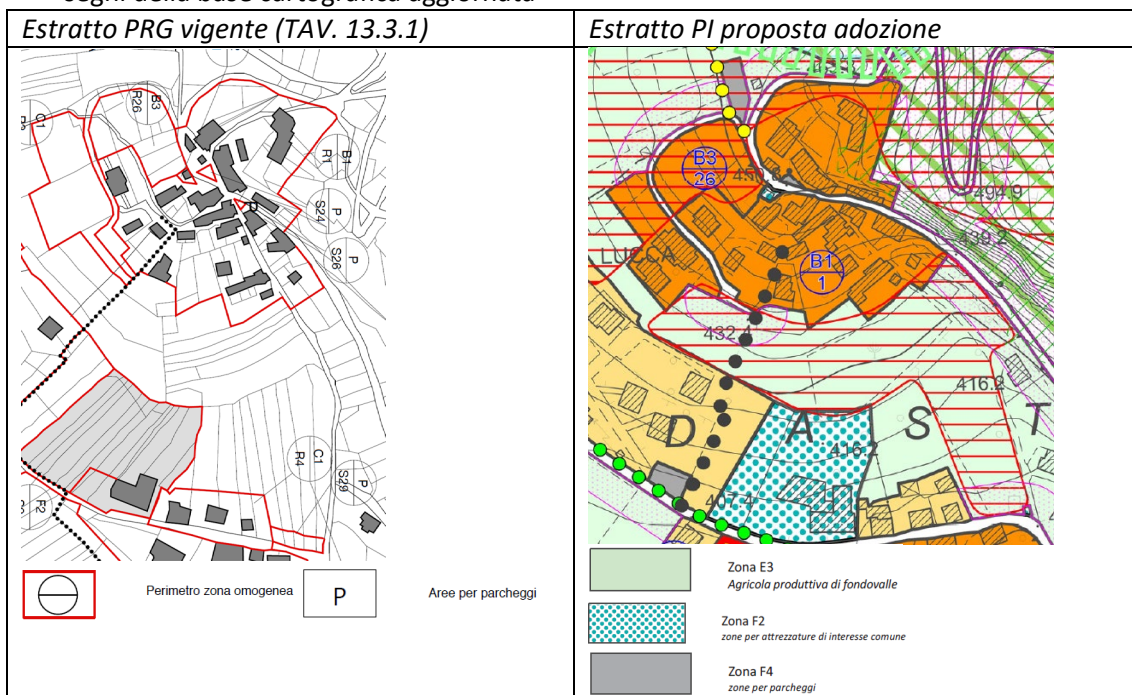 segni della base cartografica aggiornata
Estratto PRG vigente (TAV. 13.3.1)
Estratto PI proposta adozione
C1
B3
R26
B1
R1
P
S24
P
S26
C1
R4
P
S29
F2
Perimetro zona omogenea
P
Aree per parcheggi
B3
26
494.9
439.2
LUCCA
B1
1
432.4
416.2
D A S T
416.2
407.4
Zona E3
Agricola produttiva di fondovalle
Zona F2
zone per attrezzature di interesse comune
Zona F4
zone per parcheggi